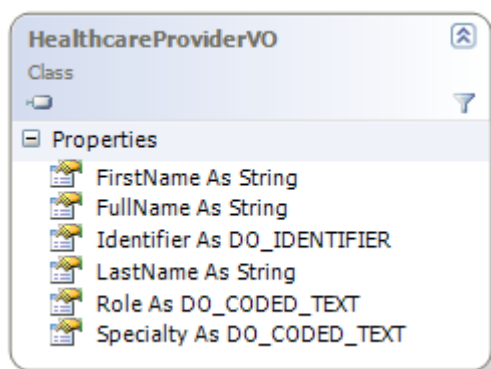 HealthcareProviderVO
Class
Properties
FirstName As String
FullName As String
Identifier As DO_IDENTIFIER
LastName As String
Role As DO_CODED_TEXT
Specialty As DO_CODED_TEXT